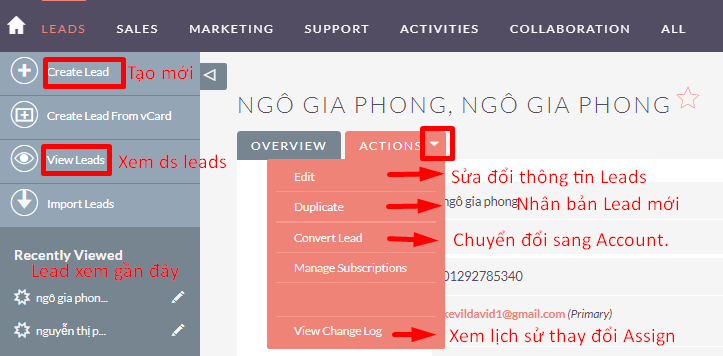 LEADS SALES MARKETING SUPPORT ACTIVITIES COLLABORATION ALL
Create Lead Tạo mới
Create Lead From vCard
View Leads Xem ds leads
Import Leads
Recently Viewed
Lead xem gần đây
ngô gia phon...
nguyễn thị p...
NGÔ GIA PHONG, NGÔ GIA PHONG
OVERVIEW ACTIONS
Edit Sửa đổi thông tin Leads
Duplicate ngô gia phong Nhân bản Lead mới
Convert Lead Chuyển đổi sang Account.
Manage Subscriptions 01292785340
kevildavid1@gmail.com (Primary)
View Change Log Xem lịch sử thay đổi Assign